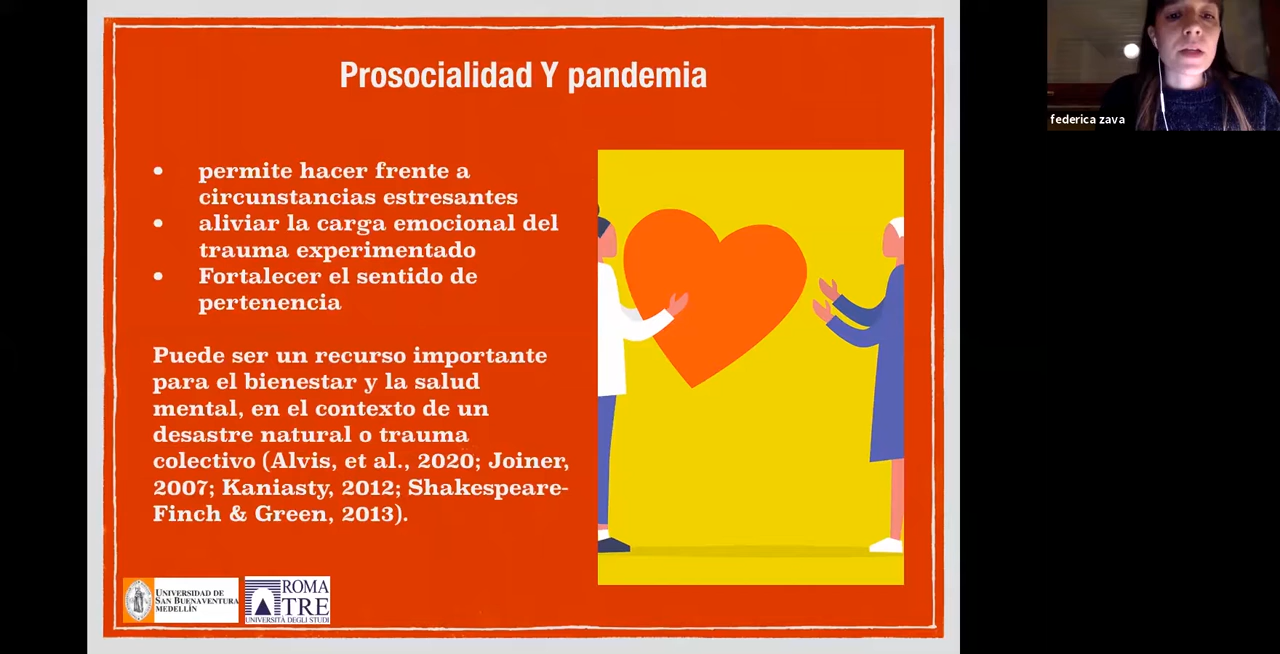 Prosocialidad Y pandemia
federica zava
• permite hacer frente a
circunstancias estresantes
• aliviar la carga emocional del
trauma experimentado
• Fortalecer el sentido de
pertenencia
Puede ser un recurso importante
para el bienestar y la salud
mental, en el contexto de un
desastre natural o trauma
colectivo (Alvis, et al., 2020; Joiner,
2007; Kaniasty, 2012; Shakespeare-
Finch & Green, 2013).
UNIVERSIDAD DE
SAN BUENAVENTURA
MEDELLÍN
ROMA
TRE
UNIVERSITÀ DEGLI STUDI